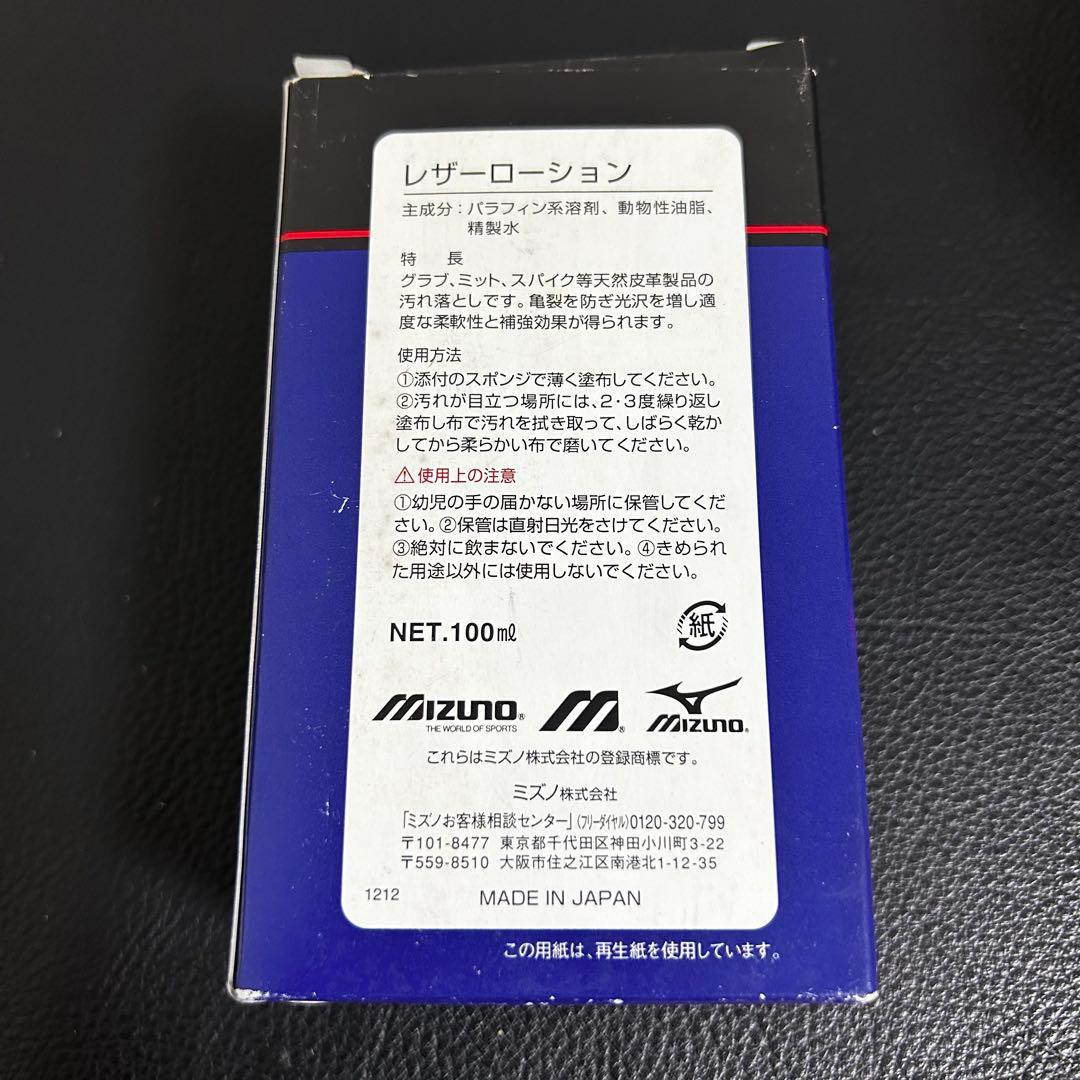 レザーローション
主成分：パラフィン系溶剤、動物性油脂、
精製水
特　長
グラブ、ミット、スパイク等天然皮革製品の
汚れ落としです。亀裂を防ぎ光沢を増し適
度な柔軟性と補強効果が得られます。
使用方法
①添付のスポンジで薄く塗布してください。
②汚れが目立つ場所には、2・3度繰り返し
塗布し布で汚れを拭き取って、しばらく乾か
してから柔らかい布で磨いてください。
⚠使用上の注意
①幼児の手の届かない場所に保管してくだ
さい。②保管は直射日光をさけてください。
③絶対に飲まないでください。④きめられ
た用途以外には使用しないでください。
NET.100㎖
紙
MIZUNO® M® MIZUNO®
THE WORLD OF SPORTS
これらはミズノ株式会社の登録商標です。
ミズノ株式会社
「ミズノお客様相談センター」(フリーダイヤル)0120-320-799
〒101-8477 東京都千代田区神田小川町3-22
〒559-8510 大阪市住之江区南港北1-12-35
1212 MADE IN JAPAN
この用紙は、再生紙を使用しています。